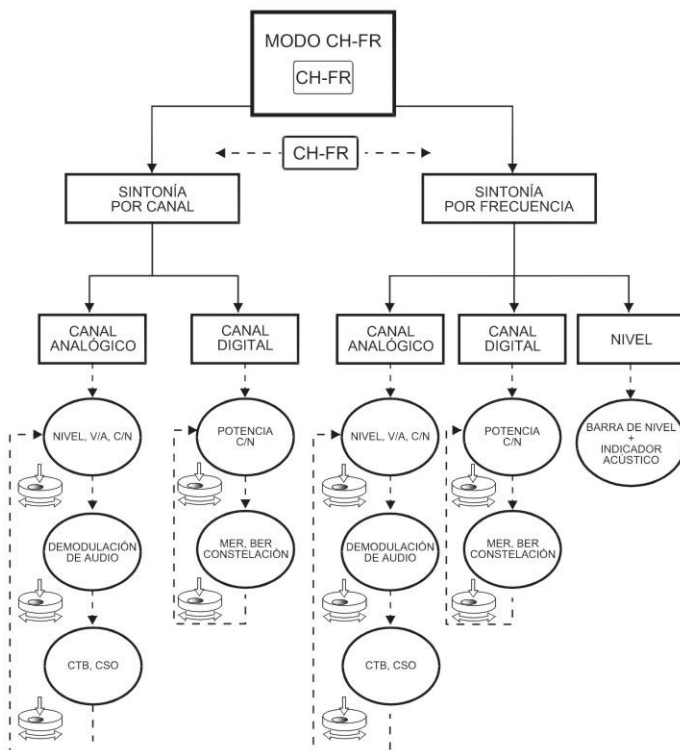 MODO CH-FR
CH-FR
CH-FR
SINTONÍA
POR CANAL
SINTONÍA
POR FRECUENCIA
CANAL
ANALÓGICO
CANAL
DIGITAL
CANAL
ANALÓGICO
CANAL
DIGITAL
NIVEL
NIVEL, V/A, C/N
POTENCIA
C/N
NIVEL, V/A, C/N
POTENCIA
C/N
BARRA DE NIVEL
+
INDICADOR
ACÚSTICO
DEMODULACIÓN
DE AUDIO
MER, BER
CONSTELACIÓN
DEMODULACIÓN
DE AUDIO
MER, BER
CONSTELACIÓN
CTB, CSO
CTB, CSO